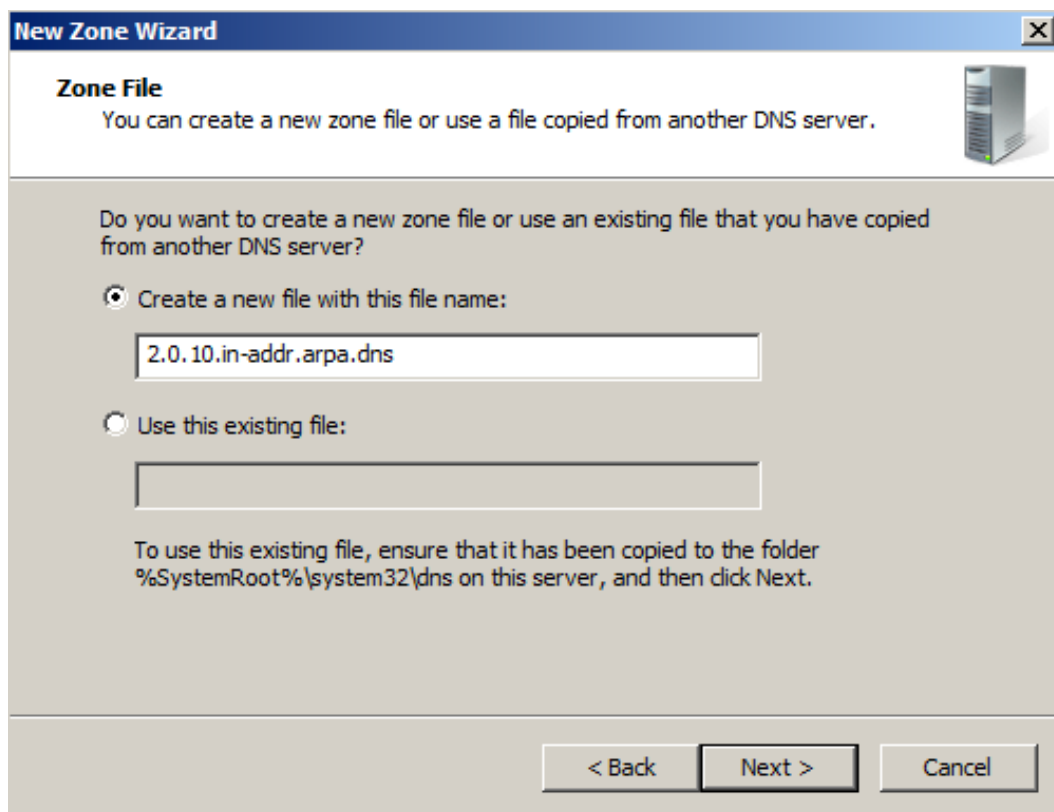 New Zone Wizard
Zone File
You can create a new zone file or use a file copied from another DNS server.
Do you want to create a new zone file or use an existing file that you have copied
from another DNS server?
Create a new file with this file name:
2.0.10.in-addr.arpa.dns
Use this existing file:
To use this existing file, ensure that it has been copied to the folder
%SystemRoot%\system32\dns on this server, and then click Next.
< Back
Next >
Cancel